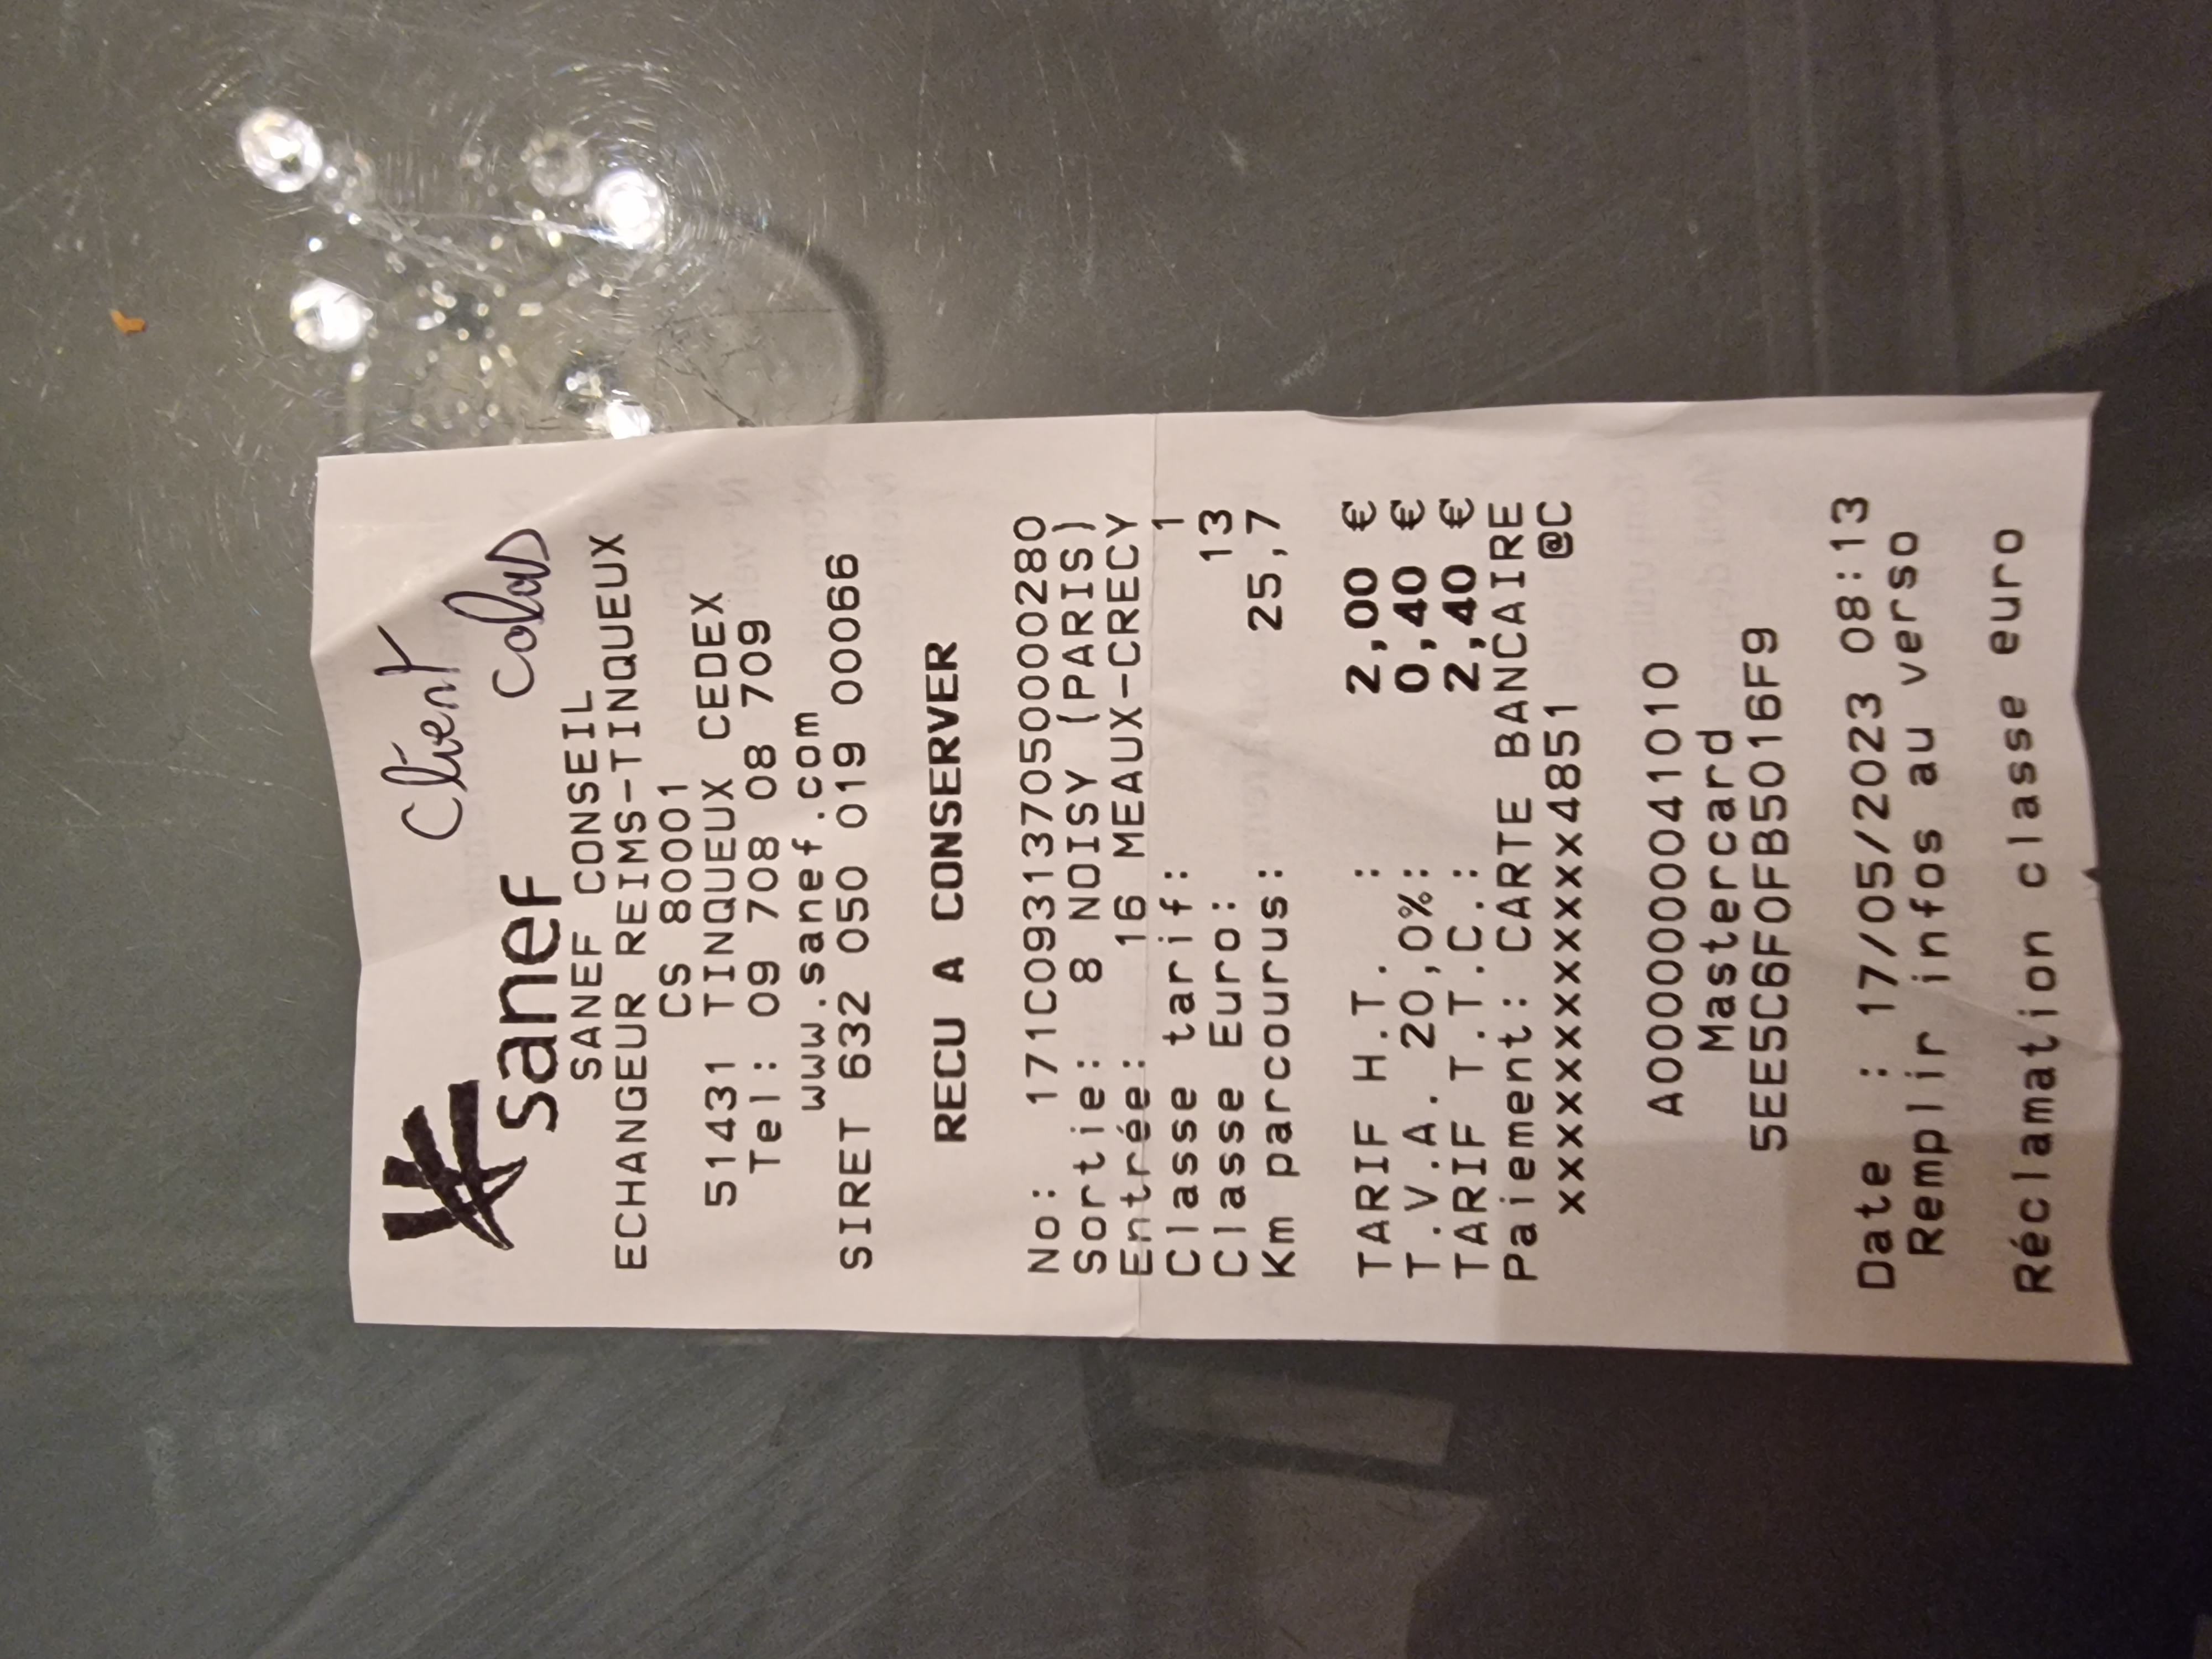 Client
Colas
sanef
SANEF CONSEIL
ECHANGEUR REIMS-TINQUEUX
CS 80001
51431 TINQUEUX CEDEX
Tel: 09 708 08 709
www.sanef.com
SIRET 632 050 019 00066
RECU A CONSERVER
No: 171C0931370500000280
Sortie: 8 NOISY (PARIS)
Entrée: 16 MEAUX-CRECY
Classe tarif: 1
Classe Euro: 13
Km parcourus: 25,7
TARIF H.T. : 2,00 €
T.V.A. 20,0%: 0,40 €
TARIF T.T.C.: 2,40 €
Paiement: CARTE BANCAIRE
xxxxxxxxxxxxxxx4851 @C
A0000000041010
Mastercard
5EE5C6F0FB5016F9
Date : 17/05/2023 08:13
Remplir infos au verso
Réclamation classe euro